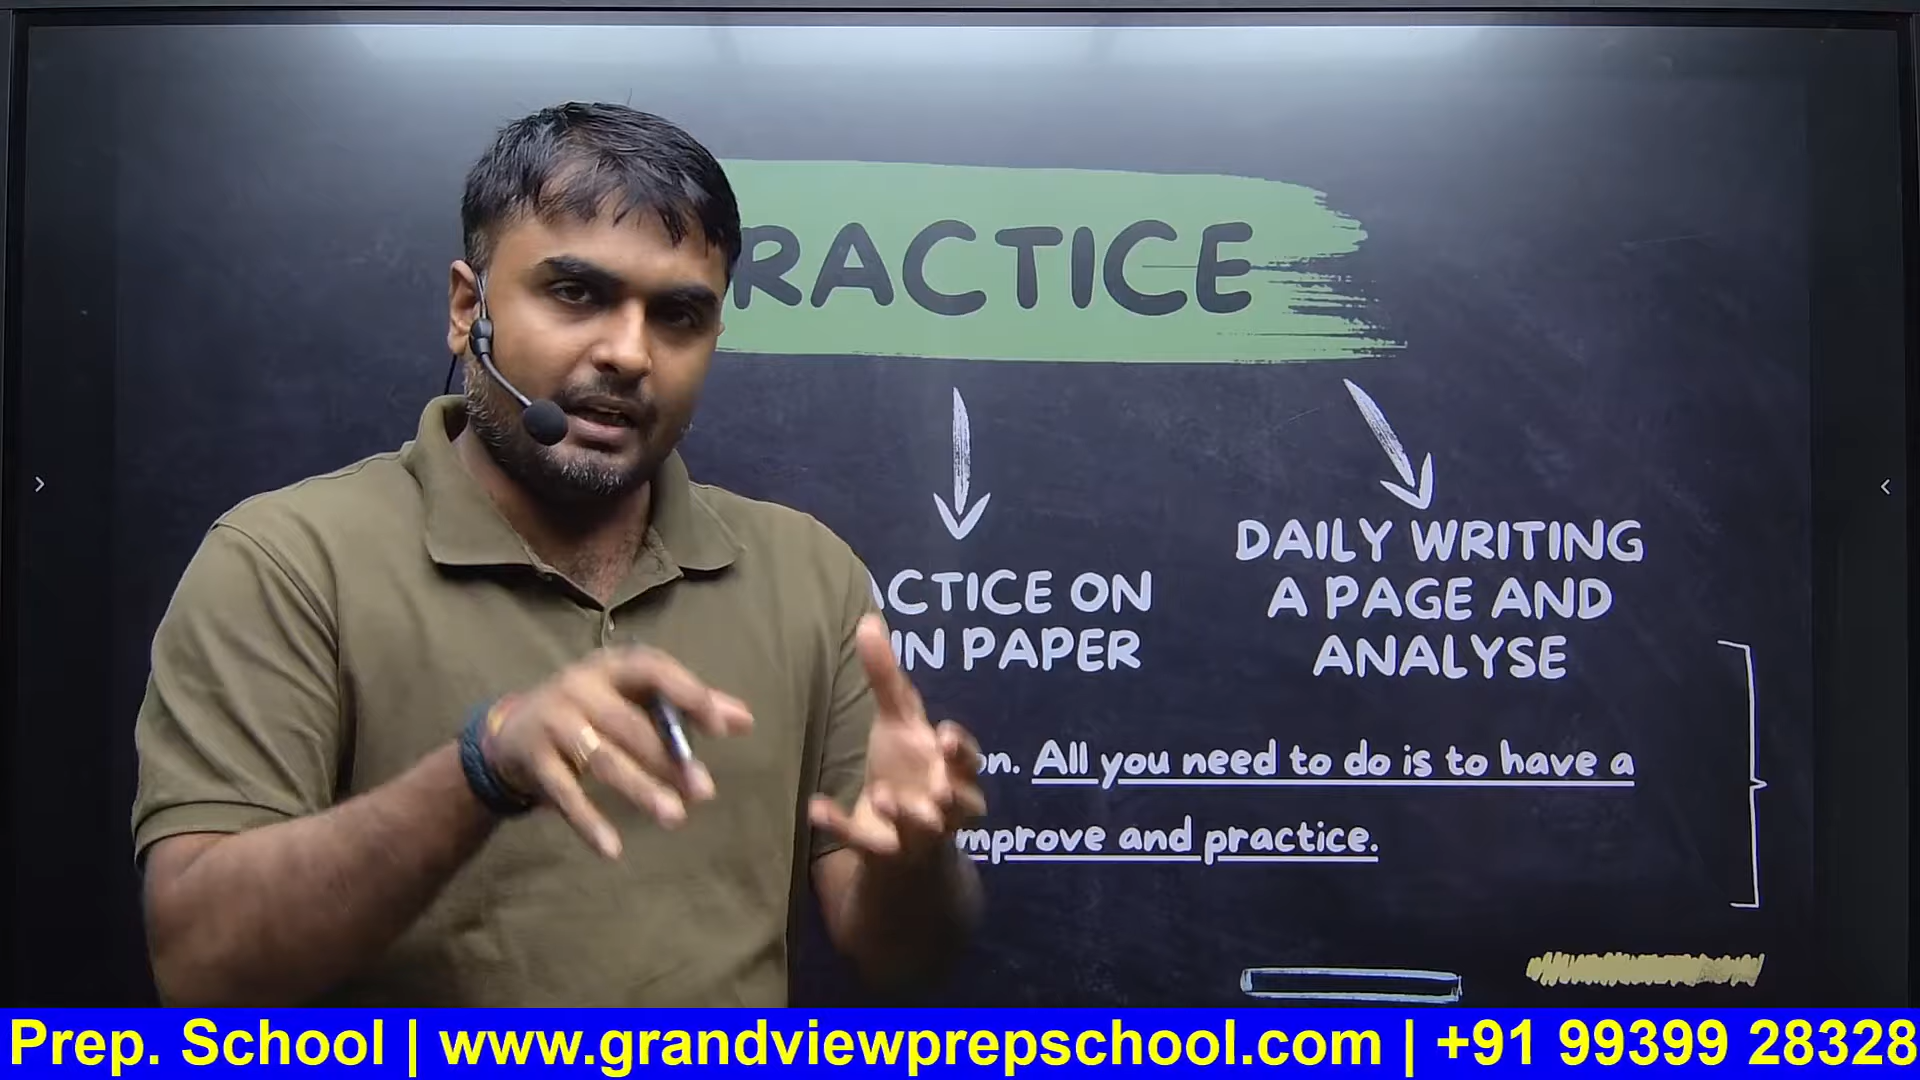 RACTICE
ACTICE ON
IN PAPER
DAILY WRITING
A PAGE AND
ANALYSE
on. All you need to do is to have a
mprove and practice.
Prep. School | www.grandviewprepschool.com | +91 99399 28328